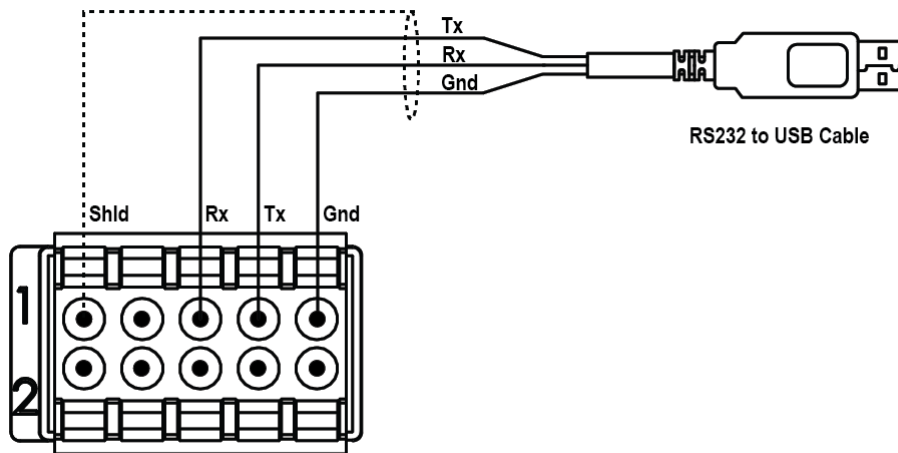 Tx
Rx
Gnd
RS232 to USB Cable
Shld Rx Tx Gnd
1
2